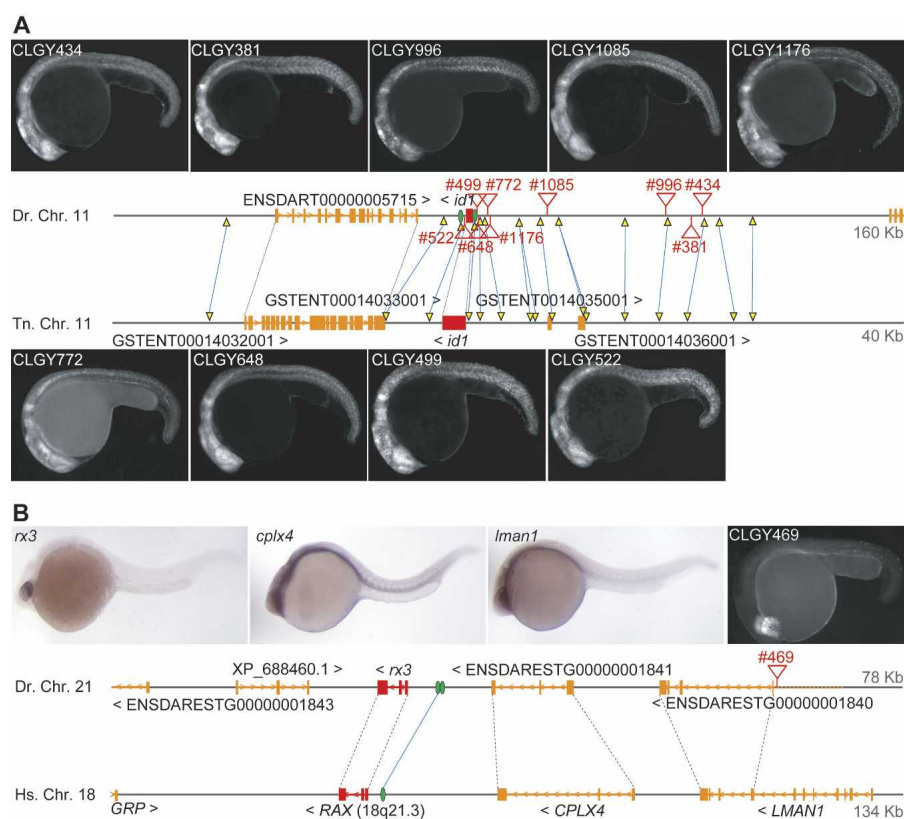 A
CLGY434
CLGY381
CLGY996
CLGY1085
CLGY1176
#499 #772 #1085 #996 #434
ENSDART00000005715 > < id1
Dr. Chr. 11
160 Kb
#522 #648 #1176 #381
GSTENT00014033001 > GSTENT0014035001 >
Tn. Chr. 11
40 Kb
GSTENT00014032001 > < id1 GSTENT00014036001 >
CLGY772
CLGY648
CLGY499
CLGY522
B
rx3
cplx4
lman1
CLGY469
XP_688460.1 > < rx3 < ENSDARESTG00000001841 #469
Dr. Chr. 21
78 Kb
< ENSDARESTG00000001843 < ENSDARESTG00000001840
Hs. Chr. 18
GRP > < RAX (18q21.3) < CPLX4 < LMAN1
134 Kb